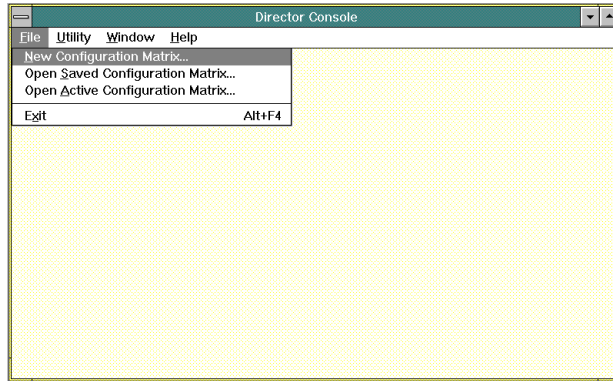 Director Console
File Utility Window Help
New Configuration Matrix...
Open Saved Configuration Matrix...
Open Active Configuration Matrix...
Exit Alt+F4